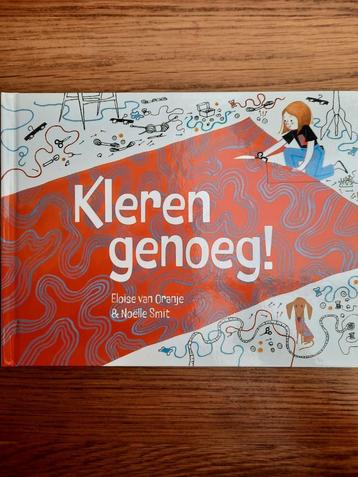 Kleren
genoeg!
Eloise van Oranje
& Noëlle Smit